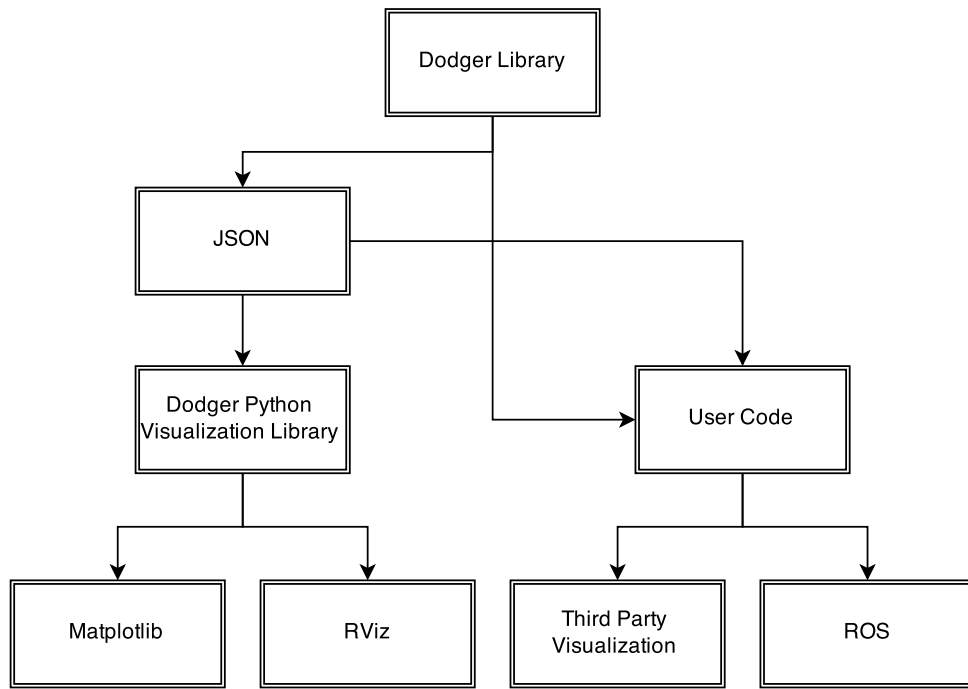 Dodger Library
JSON
Dodger Python
Visualization Library
User Code
Matplotlib
RViz
Third Party
Visualization
ROS